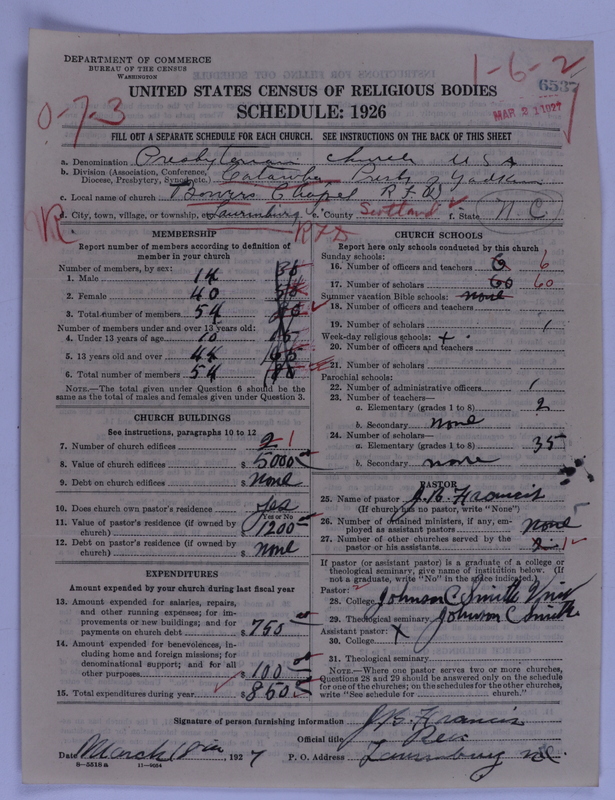 DEPARTMENT OF COMMERCE
BUREAU OF THE CENSUS
WASHINGTON
1-6-2
6537
0-7-3
MAR 21 1927
UNITED STATES CENSUS OF RELIGIOUS BODIES
SCHEDULE: 1926
FILL OUT A SEPARATE SCHEDULE FOR EACH CHURCH. SEE INSTRUCTIONS ON THE BACK OF THIS SHEET
a. Denomination Presbyterian Church USA
b. Division (Association, Conference, Diocese, Presbytery, Synod, etc.) Catawba Presby Yadkin
c. Local name of church Bowers Chapel R F D
d. City, town, village, or township, or Laurinburg e. County Scotland f. State N. C
VR
RFD
MEMBERSHIP
Report number of members according to definition of member in your church
Number of members, by sex:
1. Male 14
2. Female 40
3. Total number of members 54
Number of members under and over 13 years old:
4. Under 13 years of age 10
5. 13 years old and over 44
6. Total number of members 54
NOTE.—The total given under Question 6 should be the same as the total of males and females given under Question 3.
CHURCH BUILDINGS
See instructions, paragraphs 10 to 12
7. Number of church edifices 2 1
8. Value of church edifices $ 5000
9. Debt on church edifices $ None
10. Does church own pastor's residence? Yes
Yes or No
11. Value of pastor's residence (if owned by church) $ 1200
12. Debt on pastor's residence (if owned by church) $ none
EXPENDITURES
Amount expended by your church during last fiscal year
13. Amount expended for salaries, repairs, and other running expenses; for improvements or new buildings; and for payments on church debt $ 750
14. Amount expended for benevolences, including home and foreign missions; for denominational support; and for all other purposes $ 100
15. Total expenditures during year $ 850
CHURCH SCHOOLS
Report here only schools conducted by this church
Sunday schools:
16. Number of officers and teachers 6 6
17. Number of scholars 60 60
Summer vacation Bible schools: none
18. Number of officers and teachers
19. Number of scholars
Week-day religious schools: x
20. Number of officers and teachers
21. Number of scholars
Parochial schools:
22. Number of administrative officers 1
23. Number of teachers—
a. Elementary (grades 1 to 8) 2
b. Secondary none
24. Number of scholars—
a. Elementary (grades 1 to 8) 35
b. Secondary none
PASTOR
25. Name of pastor J. B. Francis
(If church has no pastor, write "None")
26. Number of ordained ministers, if any, employed as assistant pastors none
27. Number of other churches served by the pastor or his assistants 1
If pastor (or assistant pastor) is a graduate of a college or theological seminary, give name of institution below. (If not a graduate, write "No" in the space indicated.)
Pastor:
28. College Johnson C Smith Univ
29. Theological seminary Johnson C Smith
Assistant pastor: x
30. College
31. Theological seminary
NOTE.—Where one pastor serves two or more churches, Questions 28 and 29 should be answered only on the schedule for one of the churches; on the schedules for the other churches, write "See schedule for church."
Signature of person furnishing information J. B. Francis
Official title Rev
Date March 18th, 1927
P. O. Address Laurinburg N.C.
8—5518 a 11—9054